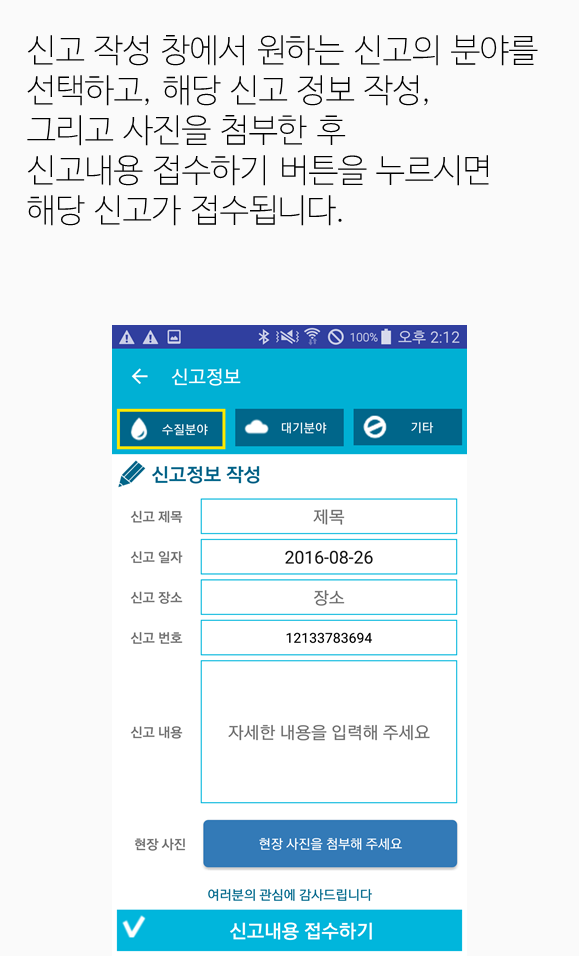 신고 작성 창에서 원하는 신고의 분야를
선택하고, 해당 신고 정보 작성,
그리고 사진을 첨부한 후
신고내용 접수하기 버튼을 누르시면
해당 신고가 접수됩니다.
100% 오후 2:12
신고정보
수질분야 대기분야 기타
신고정보 작성
신고 제목 제목
신고 일자 2016-08-26
신고 장소 장소
신고 번호 12133783694
신고 내용 자세한 내용을 입력해 주세요
현장 사진 현장 사진을 첨부해 주세요
여러분의 관심에 감사드립니다
신고내용 접수하기